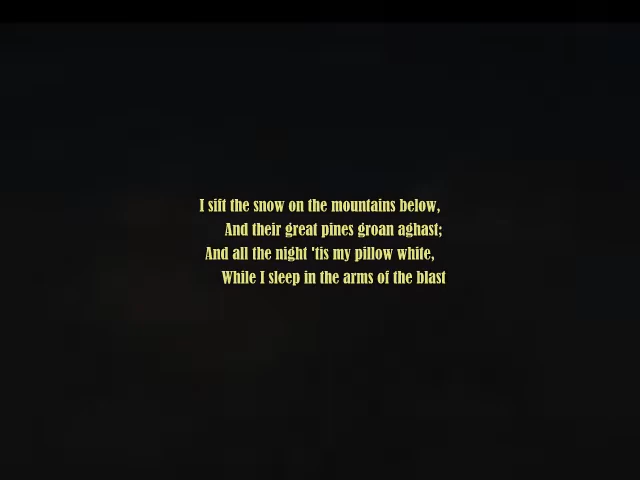 I sift the snow on the mountains below,
And their great pines groan aghast;
And all the night 'tis my pillow white,
While I sleep in the arms of the blast